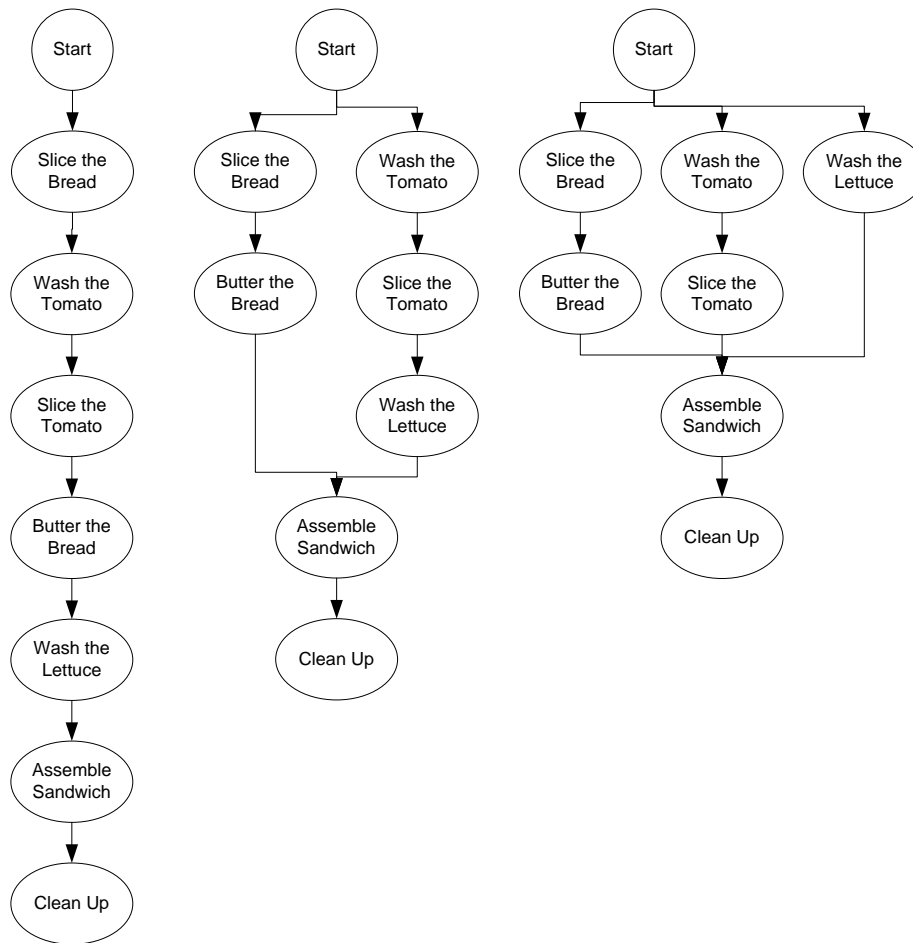 Start
Slice the
Bread
Wash the
Tomato
Slice the
Tomato
Butter the
Bread
Wash the
Lettuce
Assemble
Sandwich
Clean Up
Start
Slice the
Bread
Butter the
Bread
Wash the
Tomato
Slice the
Tomato
Wash the
Lettuce
Assemble
Sandwich
Clean Up
Start
Slice the
Bread
Butter the
Bread
Wash the
Tomato
Slice the
Tomato
Wash the
Lettuce
Assemble
Sandwich
Clean Up